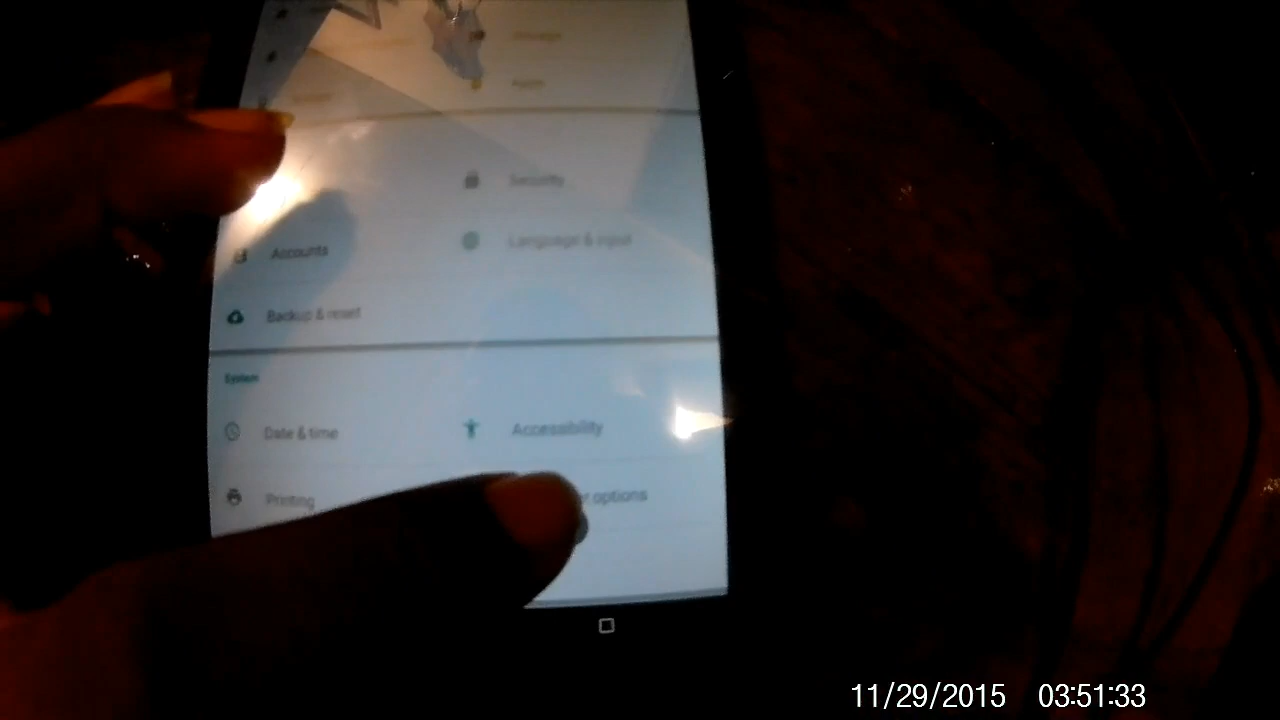 Security
Accounts
Language & input
Backup & reset
System
Date & time
Accessibility
Printing
r options
11/29/2015 03:51:33